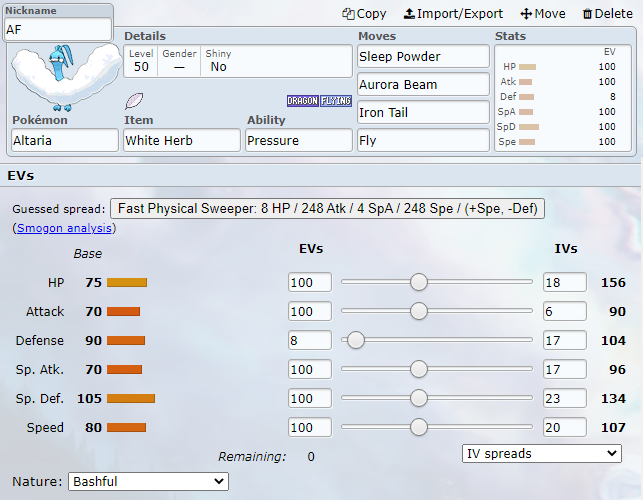 Nickname
AF
Copy Import/Export Move Delete
Details
Level Gender Shiny
50 — No
DRAGON FLYING
Pokémon Item Ability
Altaria White Herb Pressure
Moves
Sleep Powder
Aurora Beam
Iron Tail
Fly
Stats
EV
HP 100
Atk 100
Def 8
SpA 100
SpD 100
Spe 100
EVs
Guessed spread: Fast Physical Sweeper: 8 HP / 248 Atk / 4 SpA / 248 Spe / (+Spe, -Def)
(Smogon analysis)
Base EVs IVs
HP 75 100 18 156
Attack 70 100 6 90
Defense 90 8 17 104
Sp. Atk. 70 100 17 96
Sp. Def. 105 100 23 134
Speed 80 100 20 107
Remaining: 0 IV spreads
Nature: Bashful